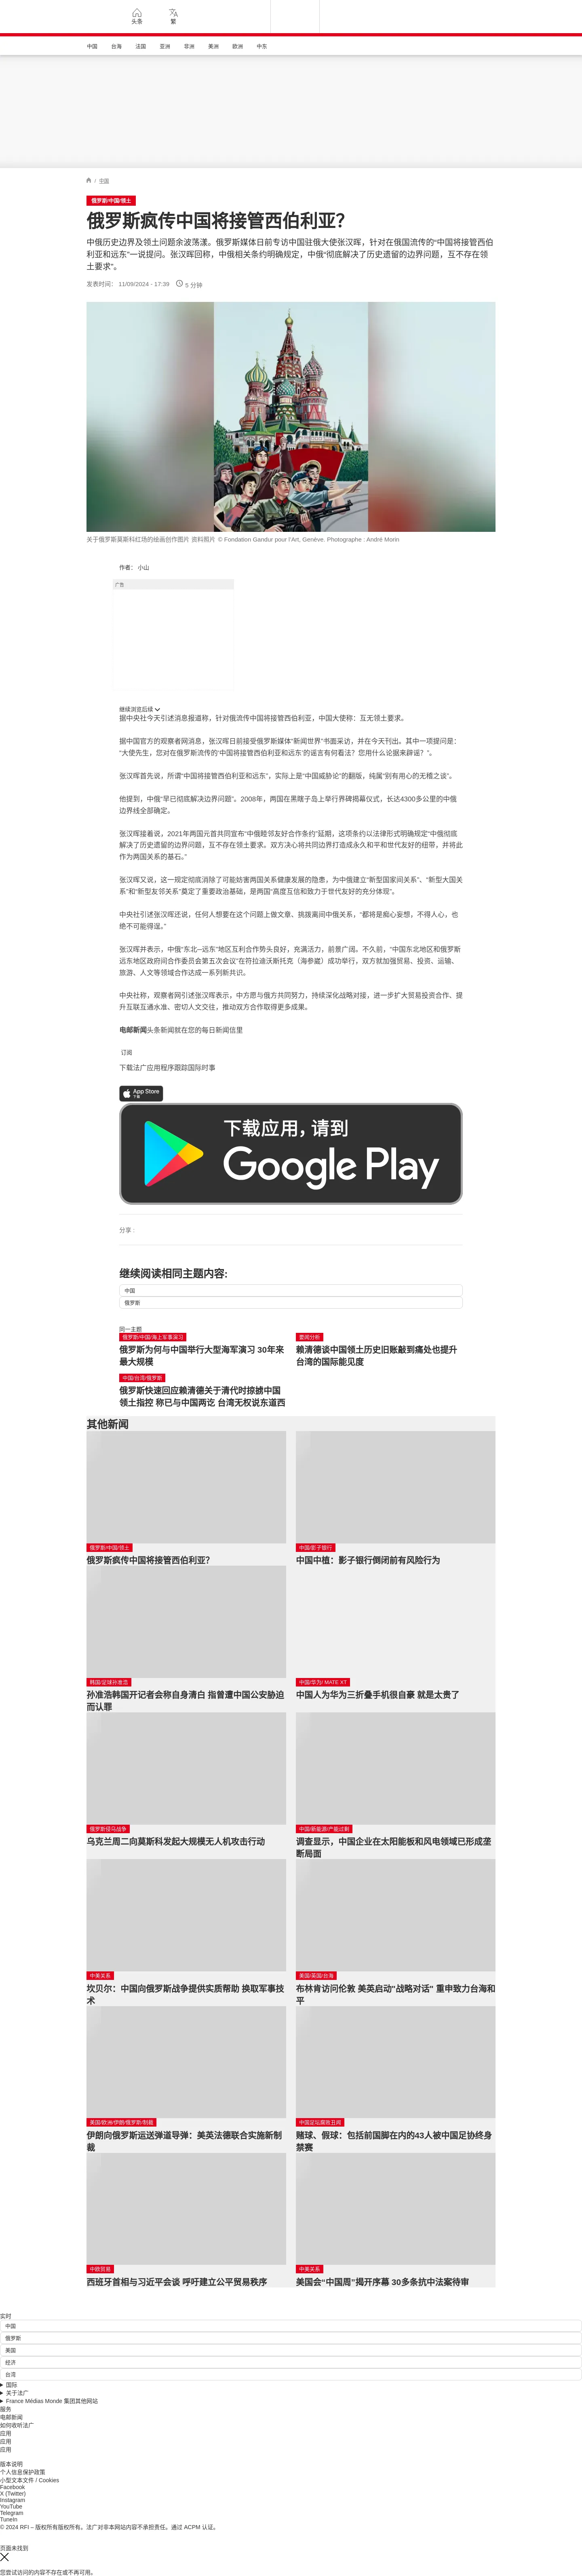 头条
繁
中国
台海
法国
亚洲
非洲
美洲
欧洲
中东
/ 中国
俄罗斯/中国/领土
俄罗斯疯传中国将接管西伯利亚?
中俄历史边界及领土问题余波荡漾。俄罗斯媒体日前专访中国驻俄大使张汉晖，针对在俄国流传的“中国将接管西伯
利亚和远东”一说提问。张汉晖回称，中俄相关条约明确规定，中俄“彻底解决了历史遗留的边界问题，互不存在领
土要求”。
发表时间： 11/09/2024 - 17:39
5 分钟
关于俄罗斯莫斯科红场的绘画创作图片 资料照片 © Fondation Gandur pour l'Art, Genève. Photographe : André Morin
作者： 小山
广告
继续浏览后续
据中央社今天引述消息报道称，针对俄流传中国将接管西伯利亚，中国大使称：互无领土要求。
据中国官方的观察者网消息，张汉晖日前接受俄罗斯媒体“新闻世界”书面采访，并在今天刊出。其中一项提问是：
“大使先生，您对在俄罗斯流传的‘中国将接管西伯利亚和远东’的谣言有何看法？您用什么论据来辟谣？”。
张汉晖首先说，所谓“中国将接管西伯利亚和远东”，实际上是“中国威胁论”的翻版，纯属“别有用心的无稽之谈”。
他提到，中俄“早已彻底解决边界问题”。2008年，两国在黑瞎子岛上举行界碑揭幕仪式，长达4300多公里的中俄
边界线全部确定。
张汉晖接着说，2021年两国元首共同宣布“中俄睦邻友好合作条约”延期，这项条约以法律形式明确规定“中俄彻底
解决了历史遗留的边界问题，互不存在领土要求。双方决心将共同边界打造成永久和平和世代友好的纽带，并将此
作为两国关系的基石。”
张汉晖又说，这一规定彻底消除了可能妨害两国关系健康发展的隐患，为中俄建立“新型国家间关系”、“新型大国关
系”和“新型友邻关系”奠定了重要政治基础，是两国“高度互信和致力于世代友好的充分体现”。
中央社引述张汉晖还说，任何人想要在这个问题上做文章、挑拨离间中俄关系，“都将是痴心妄想，不得人心，也
绝不可能得逞。”
张汉晖并表示，中俄“东北─远东”地区互利合作势头良好，充满活力，前景广阔。不久前，“中国东北地区和俄罗斯
远东地区政府间合作委员会第五次会议”在符拉迪沃斯托克（海参崴）成功举行，双方就加强贸易、投资、运输、
旅游、人文等领域合作达成一系列新共识。
中央社称，观察者网引述张汉晖表示，中方愿与俄方共同努力，持续深化战略对接，进一步扩大贸易投资合作、提
升互联互通水准、密切人文交往，推动双方合作取得更多成果。
电邮新闻头条新闻就在您的每日新闻信里
订阅
下载法广应用程序跟踪国际时事
App Store
下载
下载应用，请到
Google Play
分享 :
继续阅读相同主题内容:
中国
俄罗斯
同一主题
俄罗斯/中国/海上军事演习
俄罗斯为何与中国举行大型海军演习 30年来
最大规模
要闻分析
赖清德谈中国领土历史旧账敲到痛处也提升
台湾的国际能见度
中国/台湾/俄罗斯
俄罗斯快速回应赖清德关于清代时掠掳中国
领土指控 称已与中国两讫 台湾无权说东道西
其他新闻
俄罗斯/中国/领土
俄罗斯疯传中国将接管西伯利亚?
中国/影子银行
中国中植：影子银行倒闭前有风险行为
韩国/足球孙准浩
孙准浩韩国开记者会称自身清白 指曾遭中国公安胁迫
而认罪
中国/华为/ MATE XT
中国人为华为三折叠手机很自豪 就是太贵了
俄罗斯侵乌战争
乌克兰周二向莫斯科发起大规模无人机攻击行动
中国/新能源/产能过剩
调查显示，中国企业在太阳能板和风电领域已形成垄
断局面
中美关系
坎贝尔：中国向俄罗斯战争提供实质帮助 换取军事技
术
美国/英国/台海
布林肯访问伦敦 美英启动“战略对话” 重申致力台海和
平
美国/欧洲/伊朗/俄罗斯/制裁
伊朗向俄罗斯运送弹道导弹：美英法德联合实施新制
裁
中国足坛腐败丑闻
赌球、假球：包括前国脚在内的43人被中国足协终身
禁赛
中欧贸易
西班牙首相与习近平会谈 呼吁建立公平贸易秩序
中美关系
美国会“中国周”揭开序幕 30多条抗中法案待审
实时
中国
俄罗斯
美国
经济
台湾
国际
关于法广
France Médias Monde 集团其他网站
服务
电邮新闻
如何收听法广
应用
应用
应用
版本说明
个人信息保护政策
小型文本文件 / Cookies
Facebook
X (Twitter)
Instagram
YouTube
Telegram
TuneIn
© 2024 RFI – 版权所有版权所有。法广对非本网站内容不承担责任。通过 ACPM 认证。
页面未找到
您尝试访问的内容不存在或不再可用。